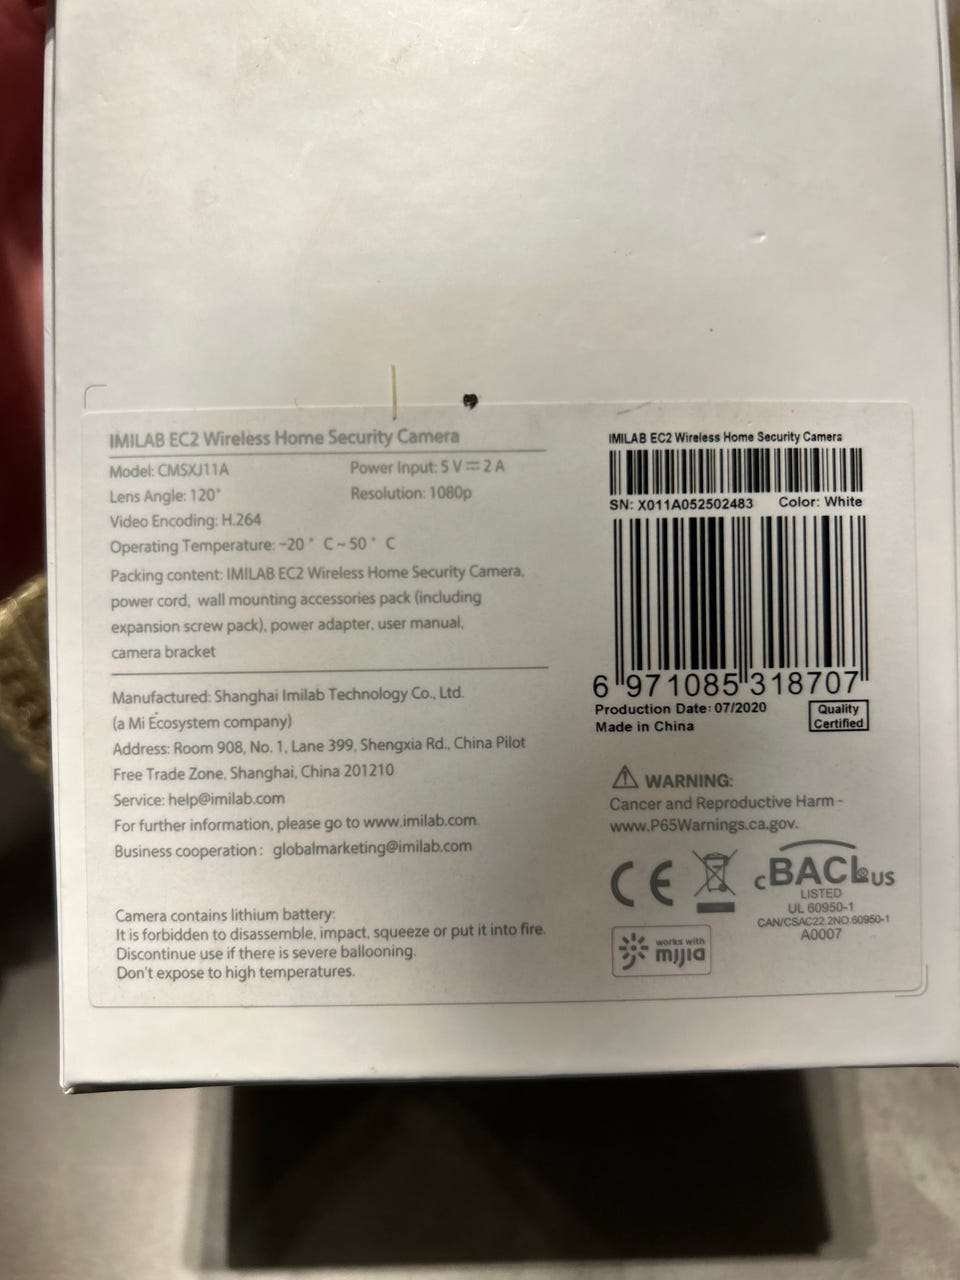 IMILAB EC2 Wireless Home Security Camera
Model: CMSXJ11A Power Input: 5 V⎓2 A
Lens Angle: 120° Resolution: 1080p
Video Encoding: H.264
Operating Temperature: -20 ° C~50 ° C
Packing content: IMILAB EC2 Wireless Home Security Camera,
power cord, wall mounting accessories pack (including
expansion screw pack), power adapter, user manual,
camera bracket
Manufactured: Shanghai Imilab Technology Co., Ltd.
(a Mi Ecosystem company)
Address: Room 908, No. 1, Lane 399, Shengxia Rd., China Pilot
Free Trade Zone, Shanghai, China 201210
Service: help@imilab.com
For further information, please go to www.imilab.com.
Business cooperation: globalmarketing@imilab.com
Camera contains lithium battery:
It is forbidden to disassemble, impact, squeeze or put it into fire.
Discontinue use if there is severe ballooning.
Don't expose to high temperatures.
IMILAB EC2 Wireless Home Security Camera
SN: X011A052502483 Color: White
6 971085 318707
Production Date: 07/2020
Made in China
Quality
Certified
⚠ WARNING:
Cancer and Reproductive Harm -
www.P65Warnings.ca.gov.
CE
cBACLus
LISTED
UL 60950-1
CAN/CSAC22.2NO.60950-1
A0007
works with
mijia